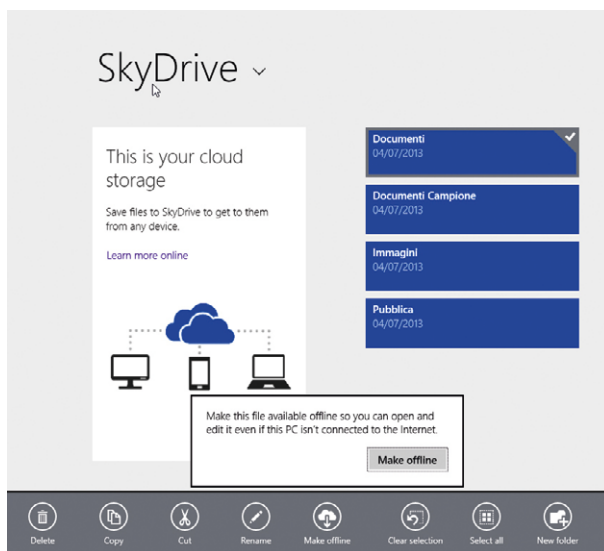 SkyDrive
This is your cloud
storage
Save files to SkyDrive to get to them
from any device.
Learn more online
Documenti
04/07/2013
Documenti Campione
04/07/2013
Immagini
04/07/2013
Pubblica
04/07/2013
Make this file available offline so you can open and
edit it even if this PC isn't connected to the Internet.
Make offline
Delete
Copy
Cut
Rename
Make offline
Clear selection
Select all
New folder